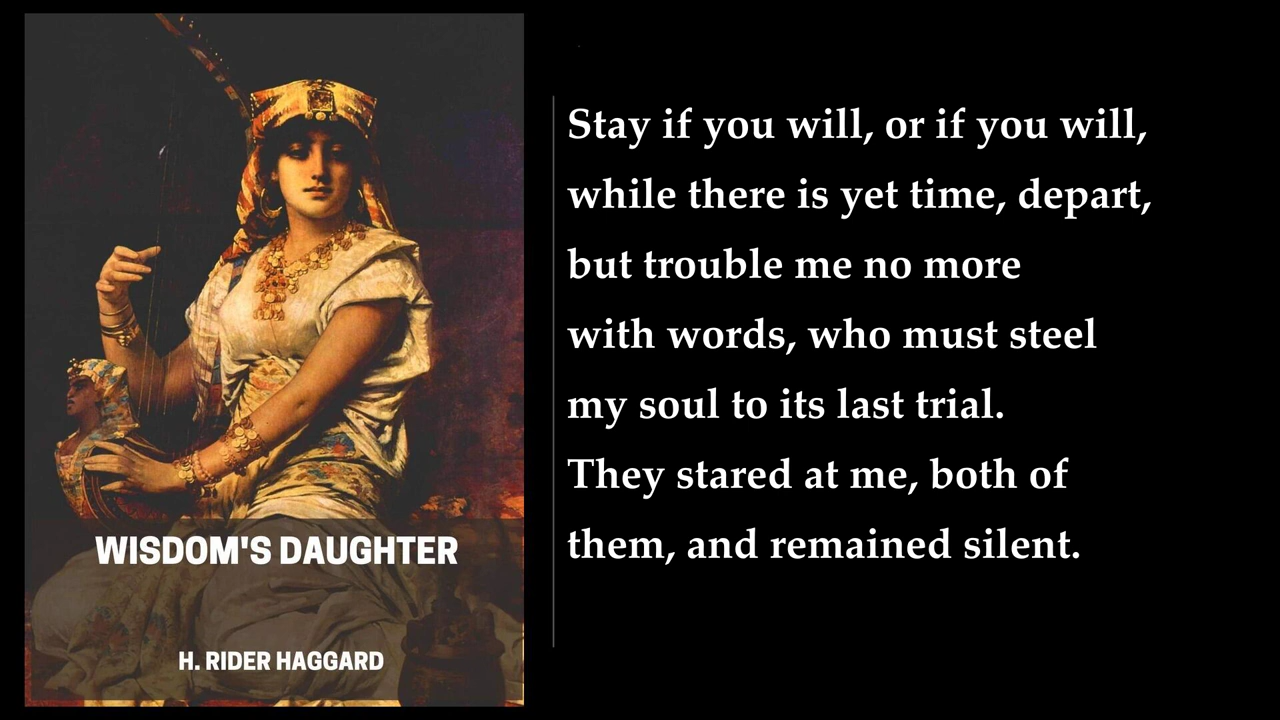 WISDOM'S DAUGHTER
H. RIDER HAGGARD
Stay if you will, or if you will,
while there is yet time, depart,
but trouble me no more
with words, who must steel
my soul to its last trial.
They stared at me, both of
them, and remained silent.